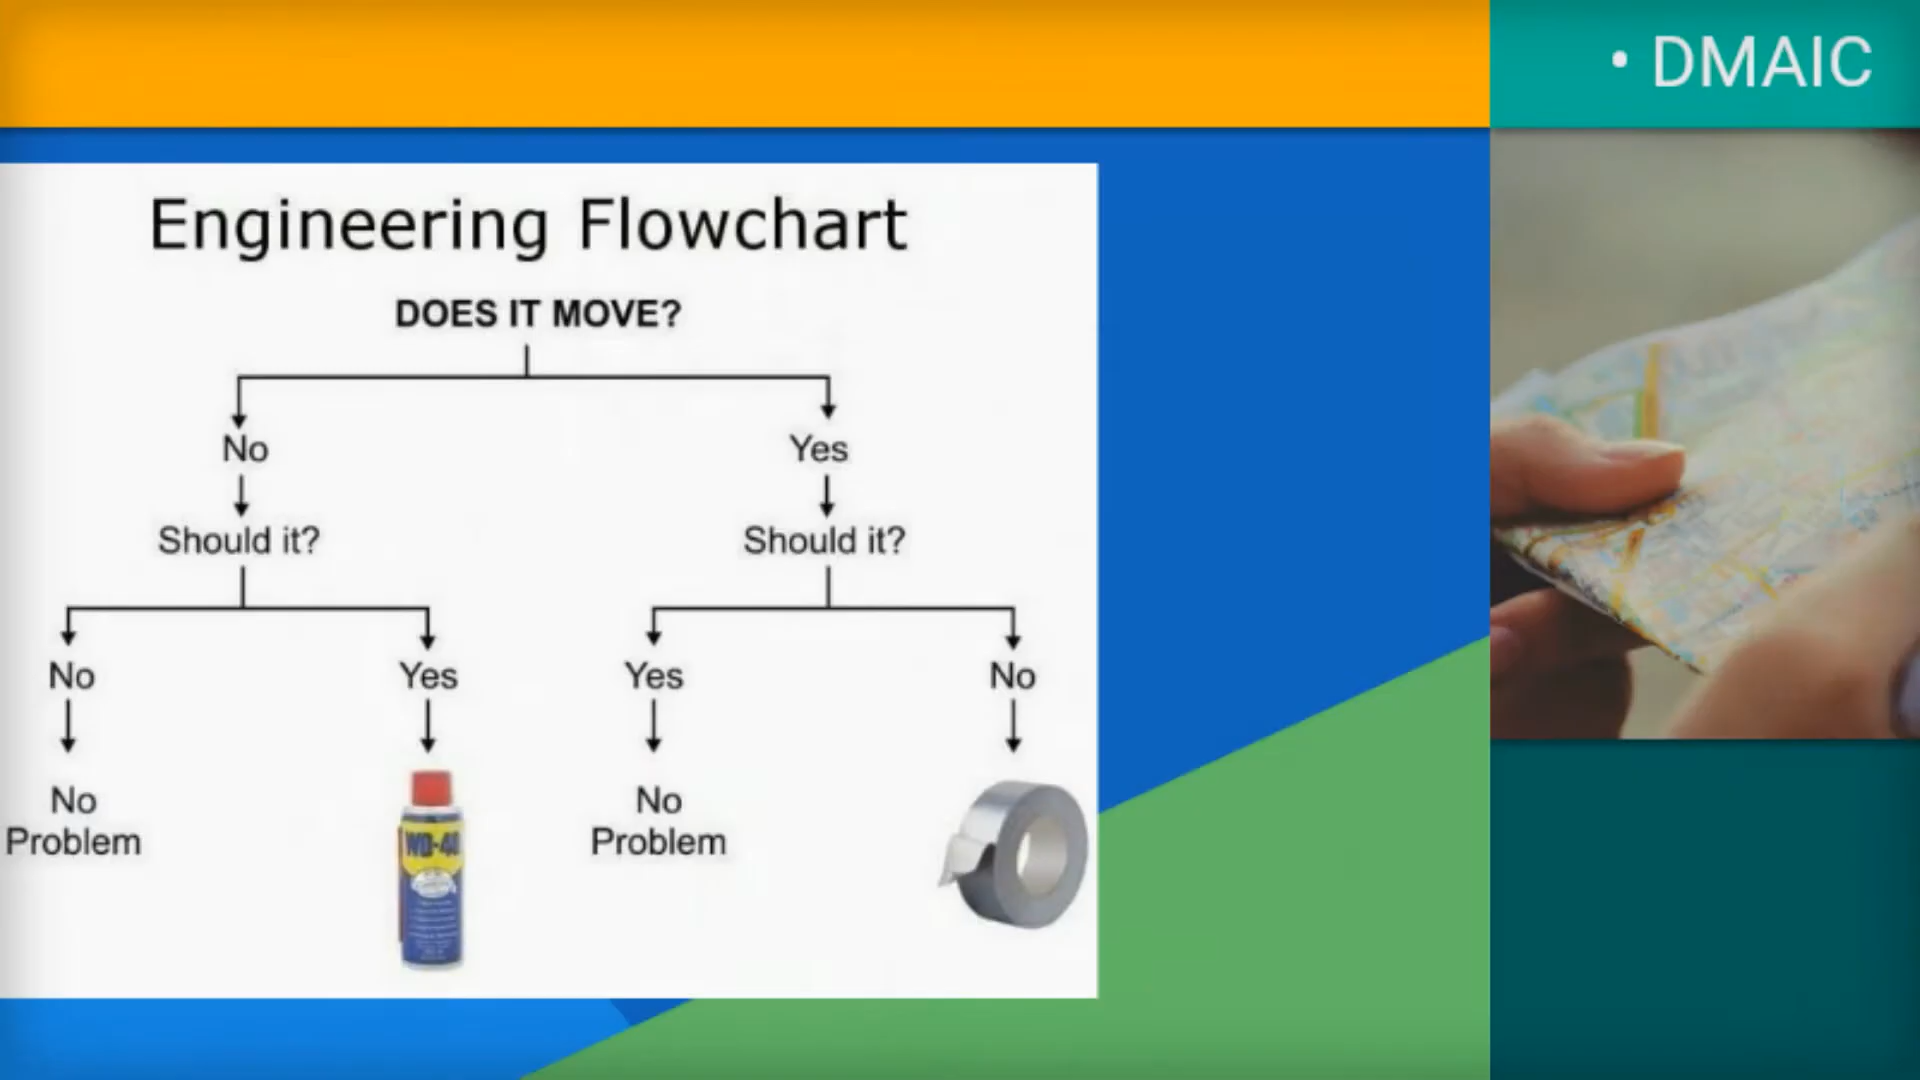 • DMAIC
Engineering Flowchart
DOES IT MOVE?
No
Yes
Should it?
Should it?
No
Yes
Yes
No
No
Problem
WD-40
No
Problem